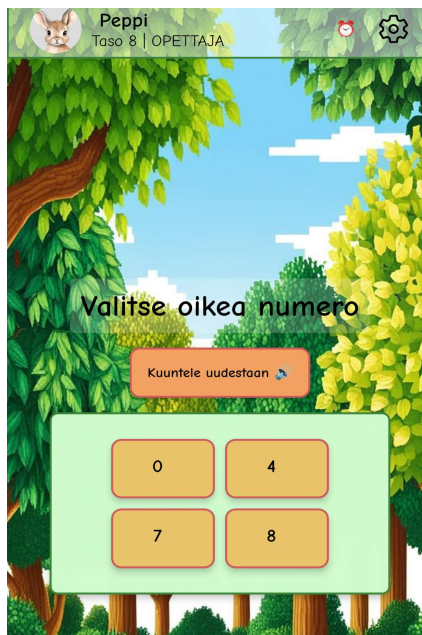 Peppi
Taso 8 | OPETTAJA
Valitse oikea numero
Kuuntele uudestaan
0 4
7 8